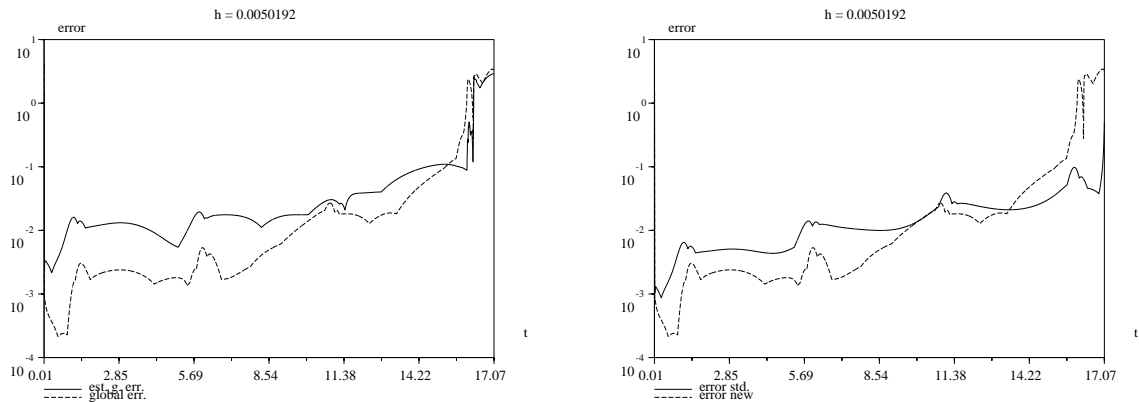 h = 0.0050192
error
10 1
10 0
10 -1
10 -2
10 -3
10 -4
0.01 2.85 5.69 8.54 11.38 14.22 17.07
t
est. g. err.
global err.
h = 0.0050192
error
10 1
10 0
10 -1
10 -2
10 -3
10 -4
0.01 2.85 5.69 8.54 11.38 14.22 17.07
t
error std.
error new